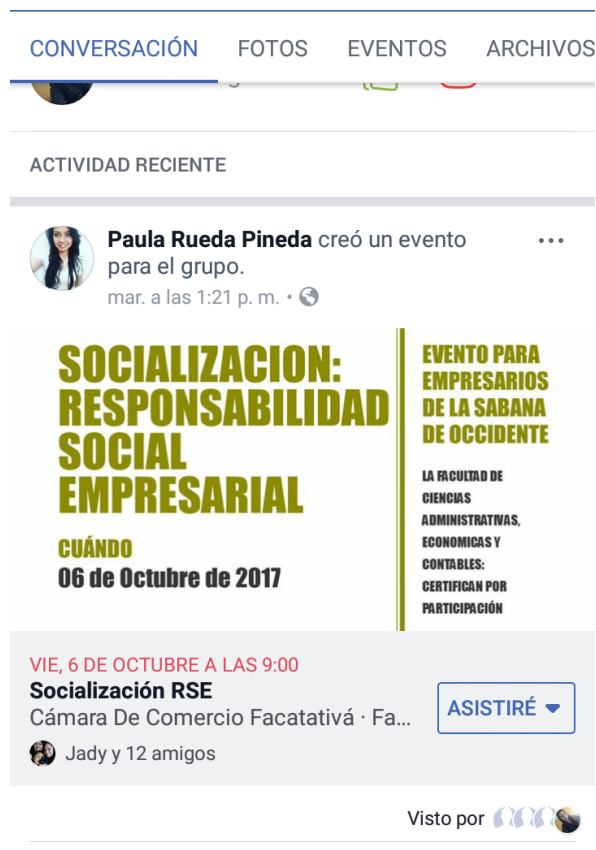 CONVERSACIÓN FOTOS EVENTOS ARCHIVOS
ACTIVIDAD RECIENTE
Paula Rueda Pineda creó un evento
para el grupo.
mar. a las 1:21 p. m. •
SOCIALIZACION:
RESPONSABILIDAD
SOCIAL
EMPRESARIAL
CUÁNDO
06 de Octubre de 2017
EVENTO PARA
EMPRESARIOS
DE LA SABANA
DE OCCIDENTE
LA FACULTAD DE
CIENCIAS
ADMINISTRATIVAS,
ECONOMICAS Y
CONTABLES:
CERTIFICAN POR
PARTICIPACIÓN
VIE, 6 DE OCTUBRE A LAS 9:00
Socialización RSE
Cámara De Comercio Facatativá · Fa...
Jady y 12 amigos
ASISTIRÉ
Visto por